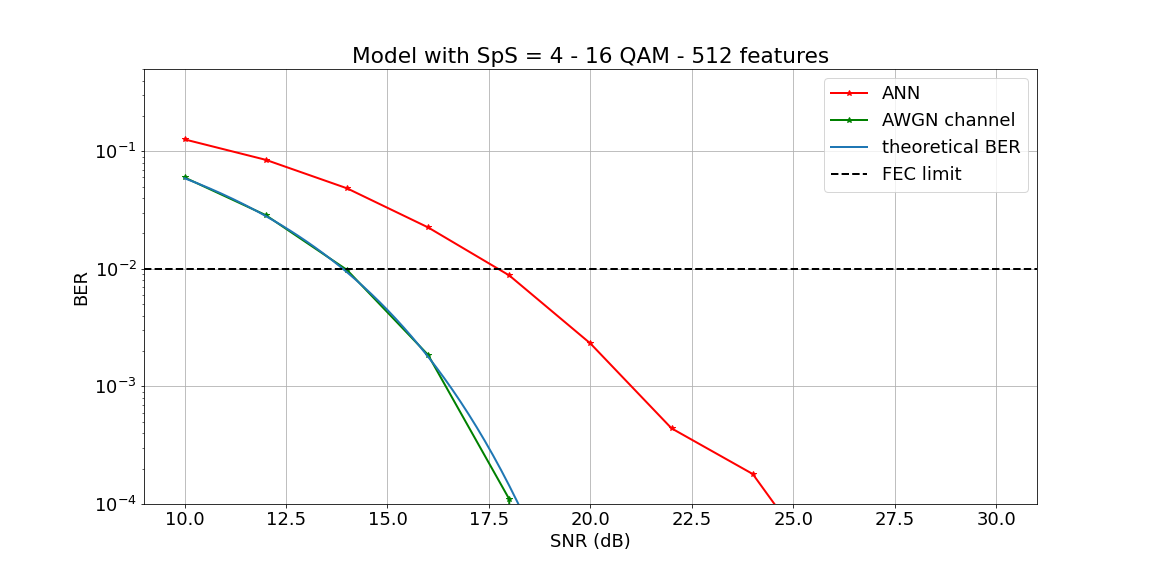 Model with SpS = 4 - 16 QAM - 512 features
ANN
AWGN channel
theoretical BER
FEC limit
BER
10⁻¹
10⁻²
10⁻³
10⁻⁴
10.0 12.5 15.0 17.5 20.0 22.5 25.0 27.5 30.0
SNR (dB)